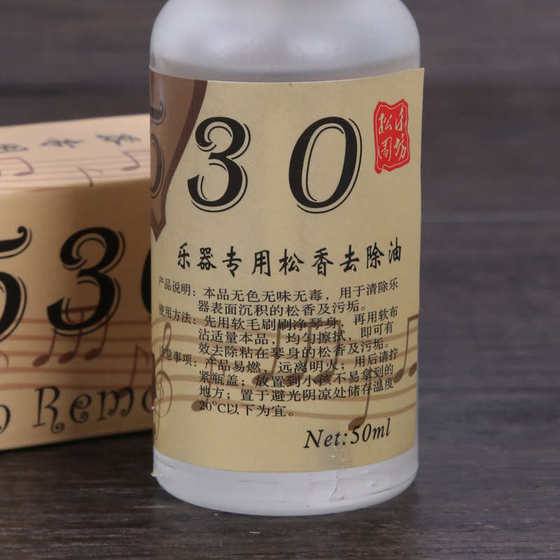 530
乐器专用松香去除油
产品说明：本品无色无味无毒，用于清除乐
器表面沉积的松香及污垢。
使用方法：先用软毛刷刷净琴身，再用软布
沾适量本品，均匀擦拭，即可有
效去除粘在琴身的松香及污垢。
意事项：产品易燃，远离明火；用后请拧
紧瓶盖；放置到小孩不易拿到的
地方；置于避光阴凉处储存温度
20℃以下为宜。
Net:50ml
530
Remo